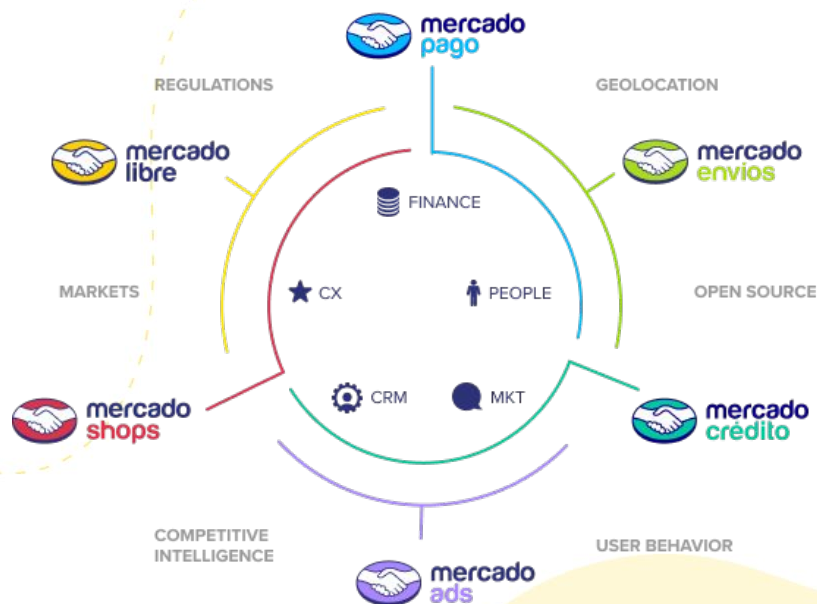 mercado
pago
REGULATIONS
GEOLOCATION
mercado
libre
mercado
envios
FINANCE
MARKETS
CX
PEOPLE
OPEN SOURCE
mercado
shops
CRM
MKT
mercado
crédito
COMPETITIVE
INTELLIGENCE
USER BEHAVIOR
mercado
ads